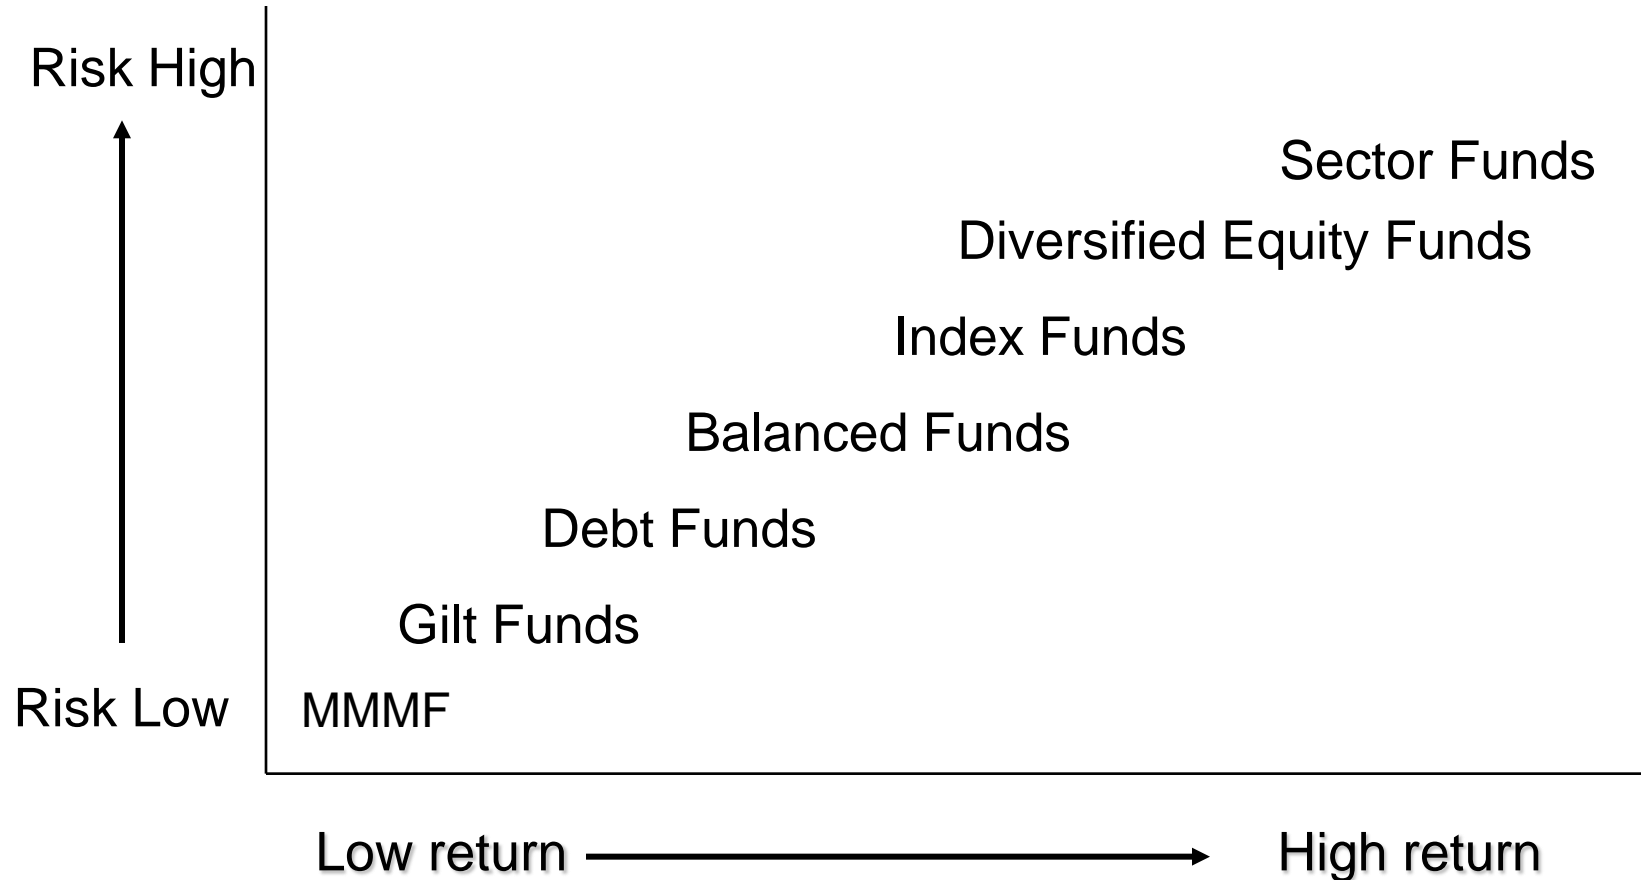 Risk High
Sector Funds
Diversified Equity Funds
Index Funds
Balanced Funds
Debt Funds
Gilt Funds
Risk Low
MMMF
Low return
High return